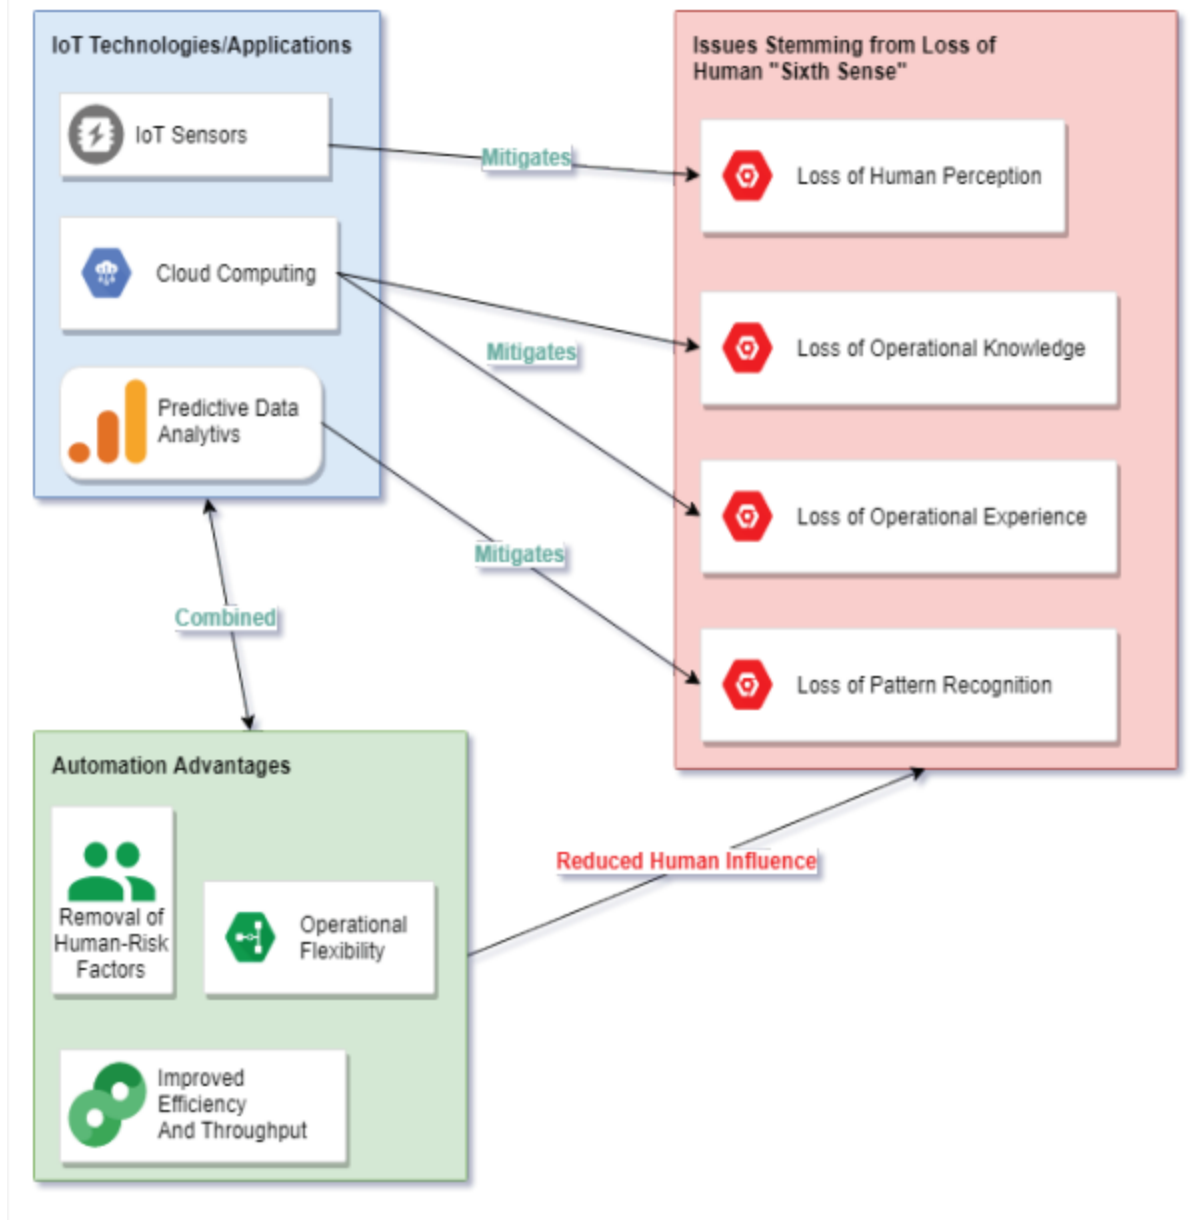 IoT Technologies/Applications
IoT Sensors
Cloud Computing
Predictive Data
Analytivs
Mitigates
Mitigates
Mitigates
Issues Stemming from Loss of
Human "Sixth Sense"
Loss of Human Perception
Loss of Operational Knowledge
Loss of Operational Experience
Loss of Pattern Recognition
Combined
Automation Advantages
Removal of
Human-Risk
Factors
Operational
Flexibility
Improved
Efficiency
And Throughput
Reduced Human Influence